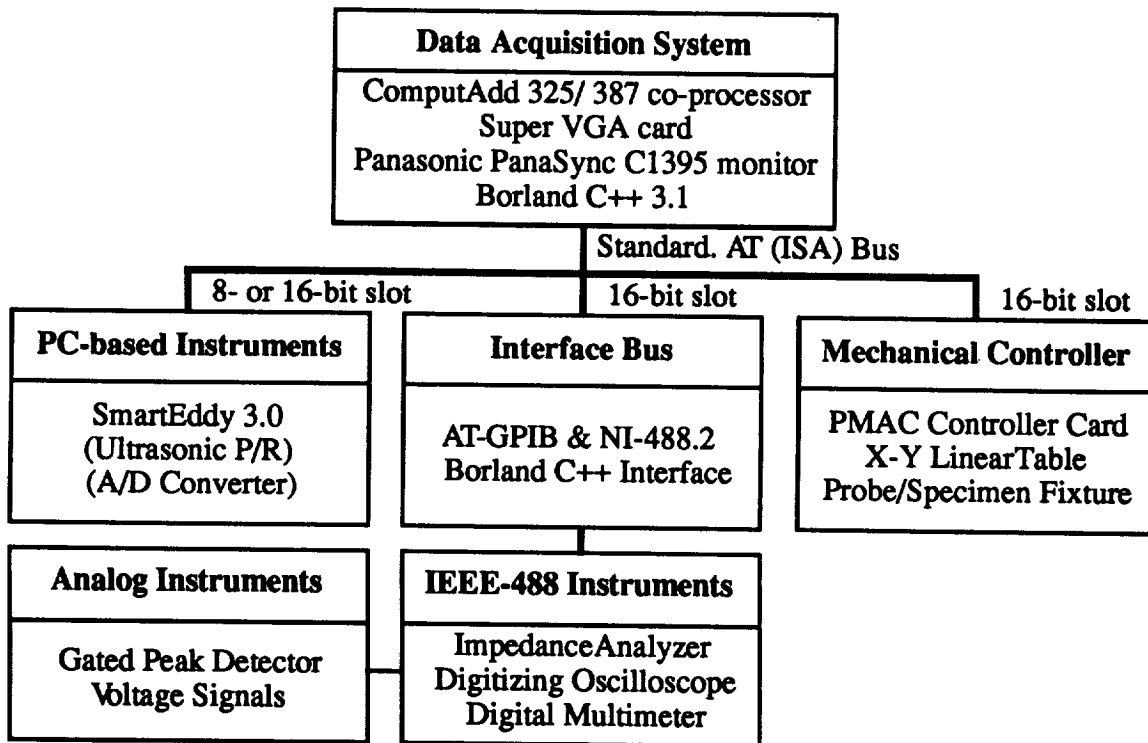 Data Acquisition System
ComputAdd 325/ 387 co-processor
Super VGA card
Panasonic PanaSync C1395 monitor
Borland C++ 3.1
Standard. AT (ISA) Bus
8- or 16-bit slot
16-bit slot
16-bit slot
PC-based Instruments
SmartEddy 3.0
(Ultrasonic P/R)
(A/D Converter)
Interface Bus
AT-GPIB & NI-488.2
Borland C++ Interface
Mechanical Controller
PMAC Controller Card
X-Y LinearTable
Probe/Specimen Fixture
Analog Instruments
Gated Peak Detector
Voltage Signals
IEEE-488 Instruments
ImpedanceAnalyzer
Digitizing Oscilloscope
Digital Multimeter